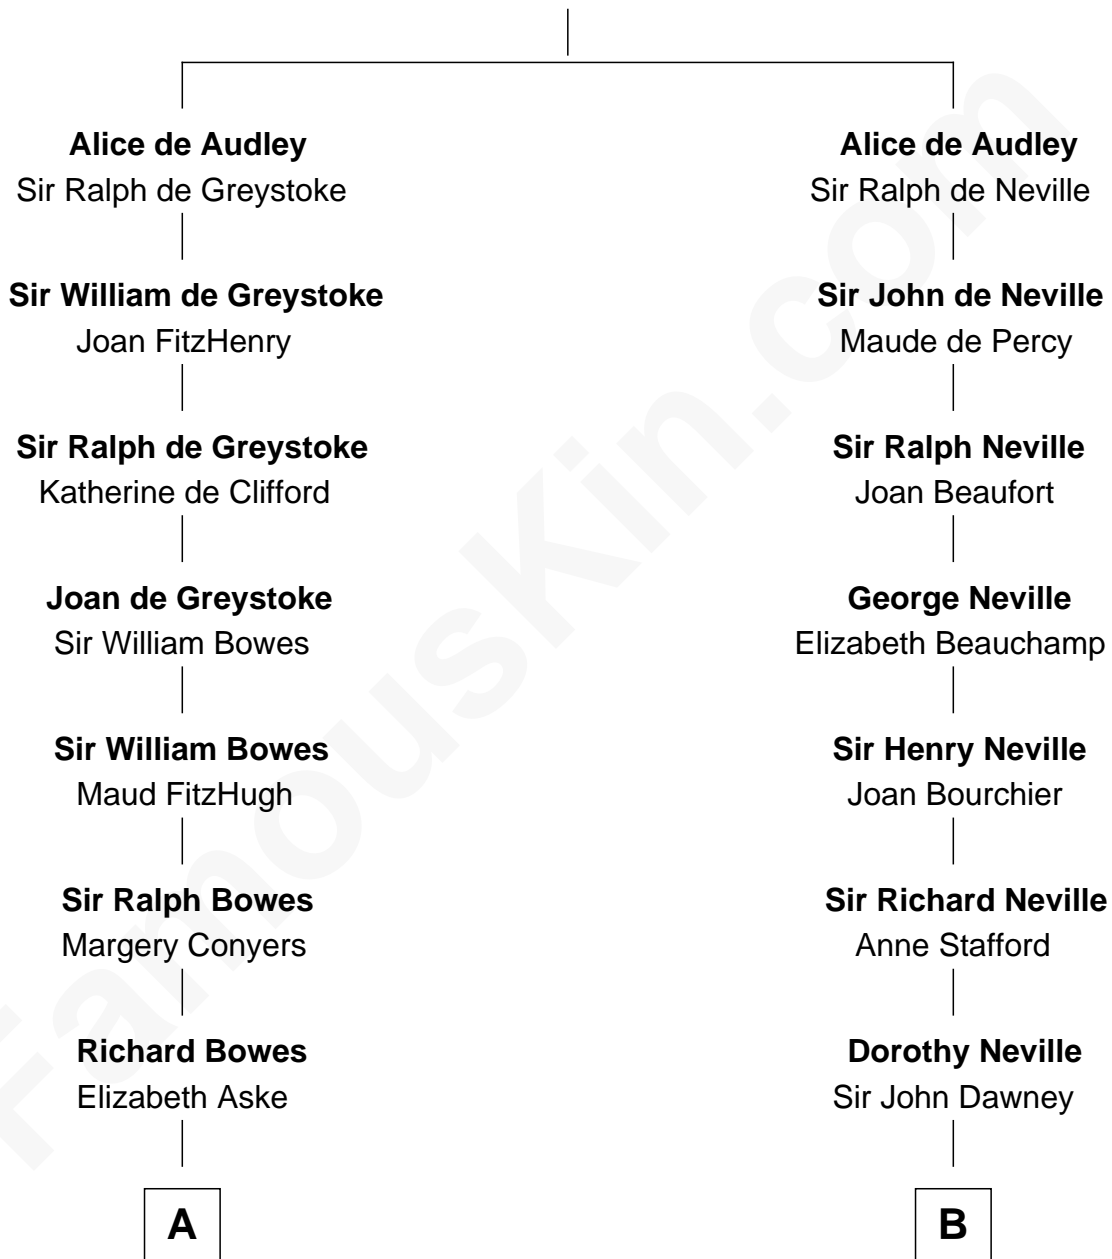 Alice de Audley
Sir Ralph de Greystoke
Sir William de Greystoke
Joan FitzHenry
Sir Ralph de Greystoke
Katherine de Clifford
Joan de Greystoke
Sir William Bowes
Sir William Bowes
Maud FitzHugh
Sir Ralph Bowes
Margery Conyers
Richard Bowes
Elizabeth Aske
A
Alice de Audley
Sir Ralph de Neville
Sir John de Neville
Maude de Percy
Sir Ralph Neville
Joan Beaufort
George Neville
Elizabeth Beauchamp
Sir Henry Neville
Joan Bourchier
Sir Richard Neville
Anne Stafford
Dorothy Neville
Sir John Dawney
B
FamousKin.com